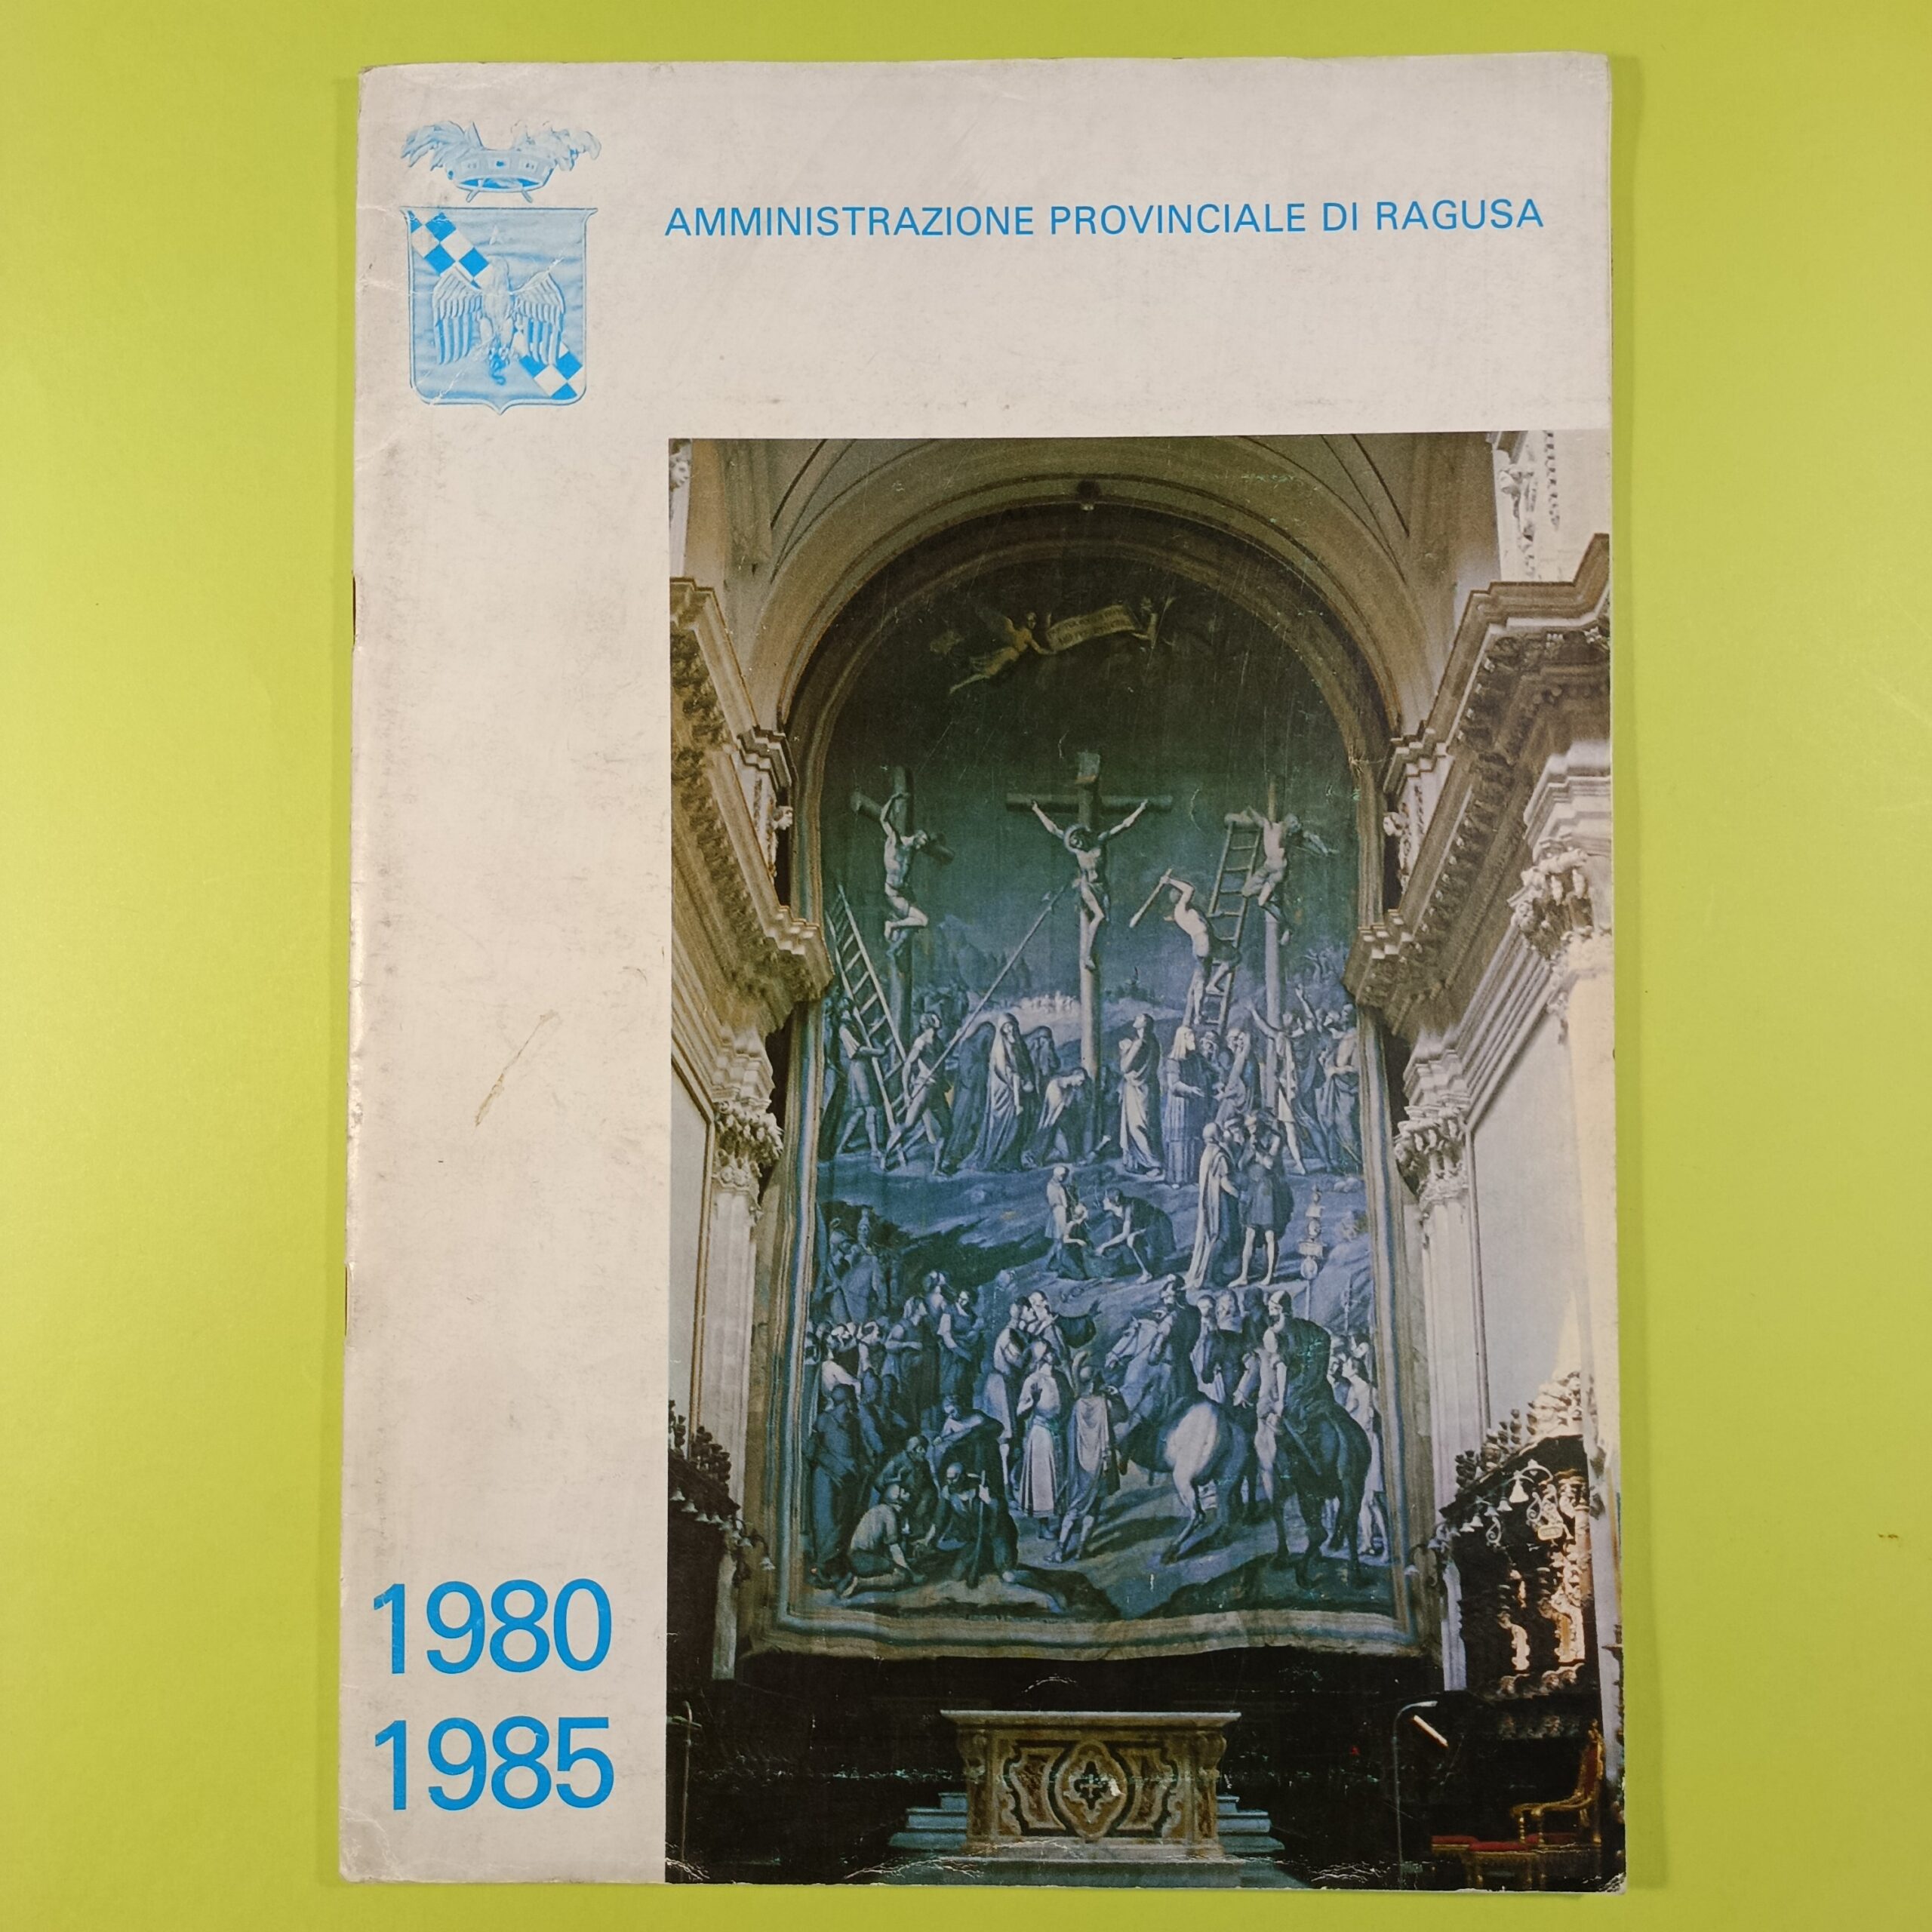 AMMINISTRAZIONE PROVINCIALE DI RAGUSA
1980
1985